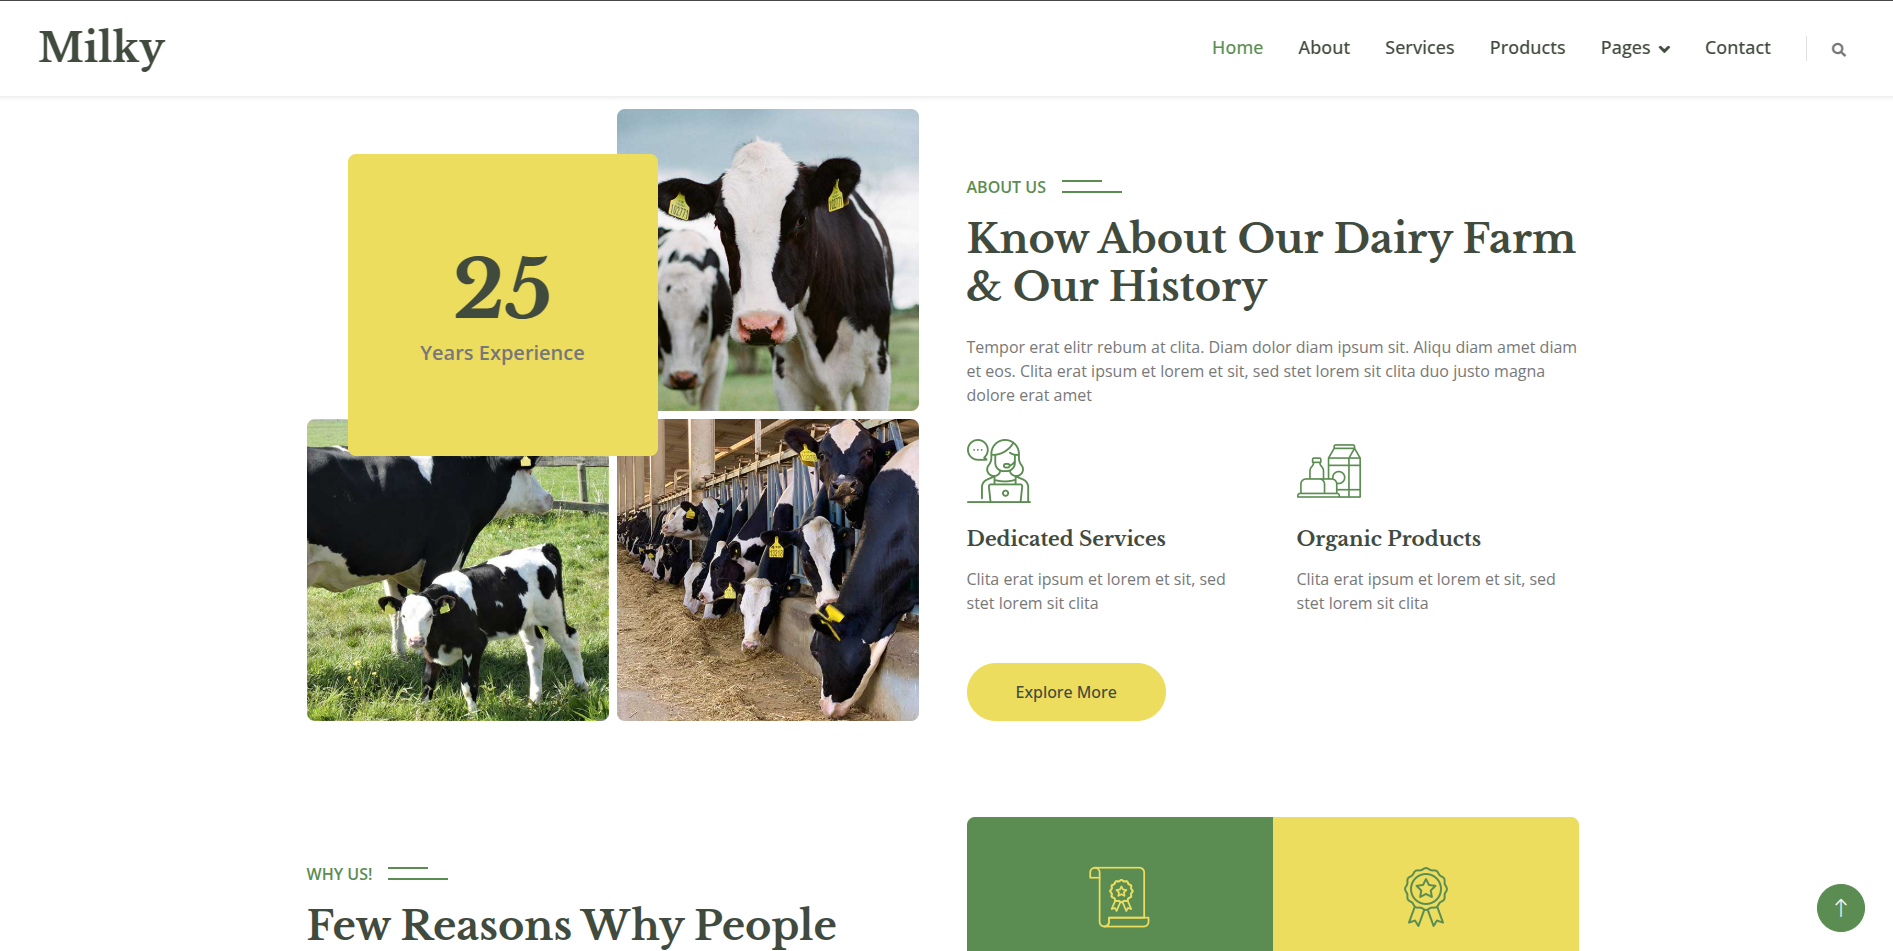 Milky
Home About Services Products Pages Contact
25
Years Experience
ABOUT US
Know About Our Dairy Farm
& Our History
Tempor erat elitr rebum at clita. Diam dolor diam ipsum sit. Aliqu diam amet diam
et eos. Clita erat ipsum et lorem et sit, sed stet lorem sit clita duo justo magna
dolore erat amet
Dedicated Services
Clita erat ipsum et lorem et sit, sed
stet lorem sit clita
Organic Products
Clita erat ipsum et lorem et sit, sed
stet lorem sit clita
Explore More
WHY US!
Few Reasons Why People